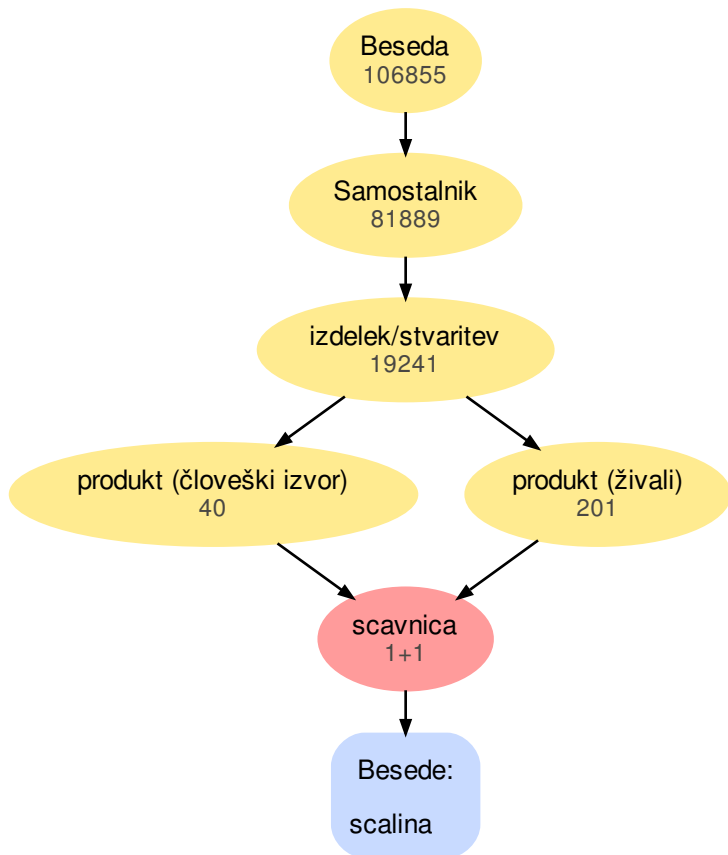 Beseda
106855
Samostalnik
81889
izdelek/stvaritev
19241
produkt (človeški izvor)
40
produkt (živali)
201
scavnica
1+1
Besede:
scalina